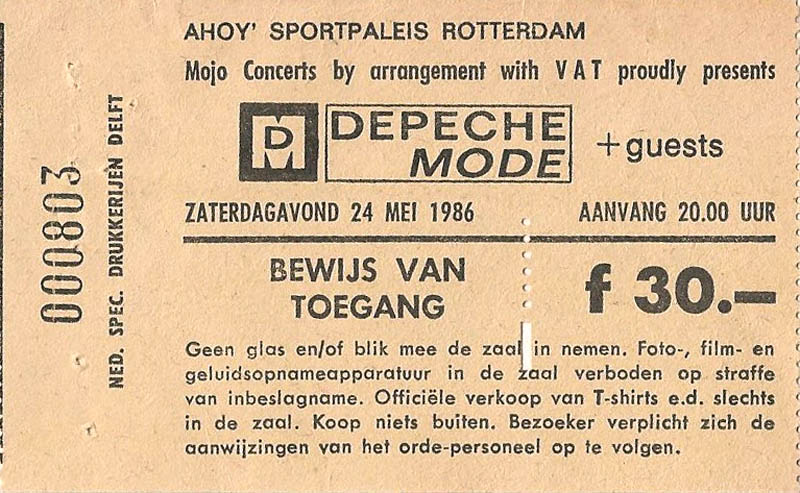 AHOY' SPORTPALEIS ROTTERDAM
Mojo Concerts by arrangement with V A T proudly presents
DM
DEPECHE
MODE
+guests
ZATERDAGAVOND 24 MEI 1986
AANVANG 20.00 UUR
BEWIJS VAN
TOEGANG
f 30.—
Geen glas en/of blik mee de zaal in nemen. Foto-, film- en
geluidsopnameapparatuur in de zaal verboden op straffe
van inbeslagname. Officiële verkoop van T-shirts e.d. slechts
in de zaal. Koop niets buiten. Bezoeker verplicht zich de
aanwijzingen van het orde-personeel op te volgen.
000803
NED. SPEC. DRUKKERIJEN DELFT